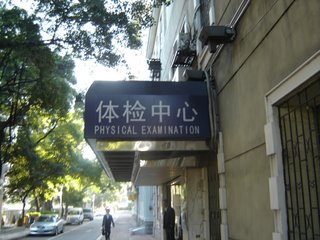 体检中心
PHYSICAL EXAMINATION